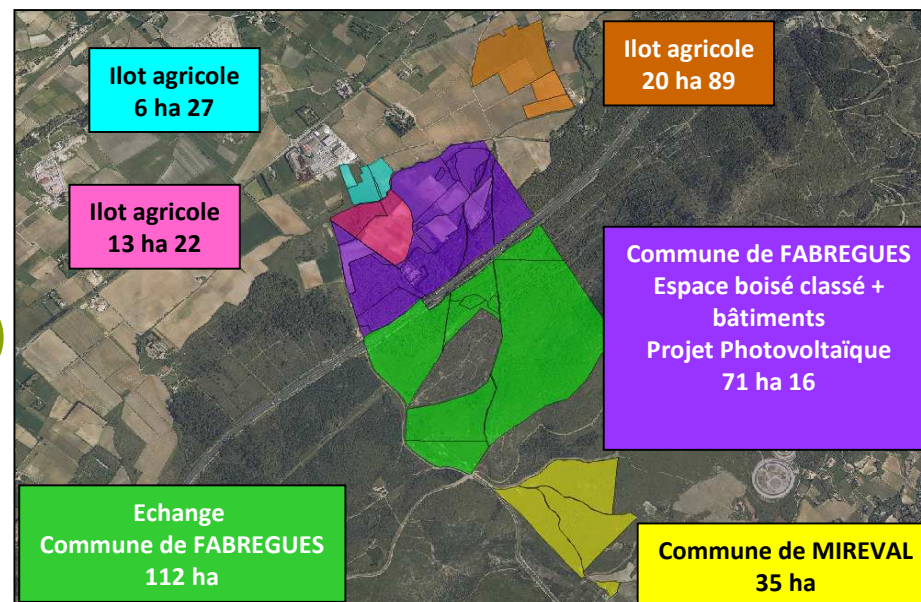 Ilot agricole
6 ha 27
Ilot agricole
20 ha 89
Ilot agricole
13 ha 22
Commune de FABREGUES
Espace boisé classé +
bâtiments
Projet Photovoltaïque
71 ha 16
Echange
Commune de FABREGUES
112 ha
Commune de MIREVAL
35 ha